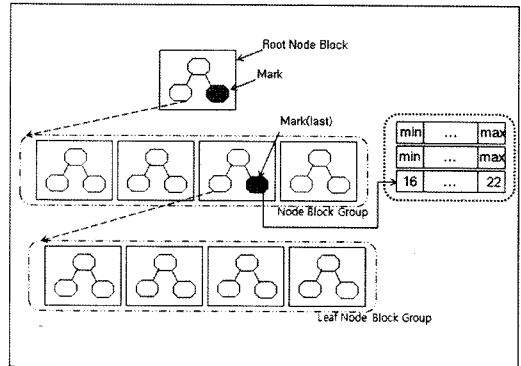 Root Node Block
Mark
Mark(last)
min ... max
min ... max
16 ... 22
Node Block Group
Leaf Node Block Group